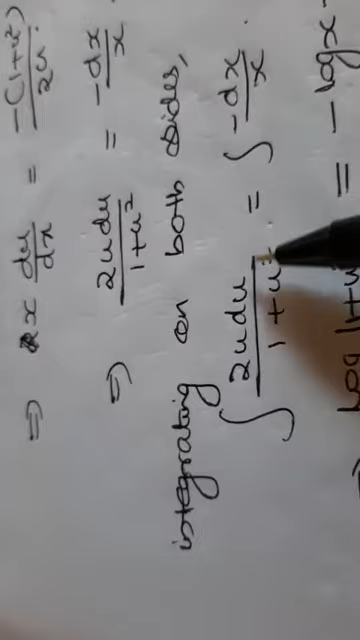 ⇒ x du/dx = -(1+u²)/2u
⇒ 2u du/1+u² = -dx/x
integrating on both sides,
∫ 2u du/1+u² = ∫ -dx/x
log |1+u = - log x